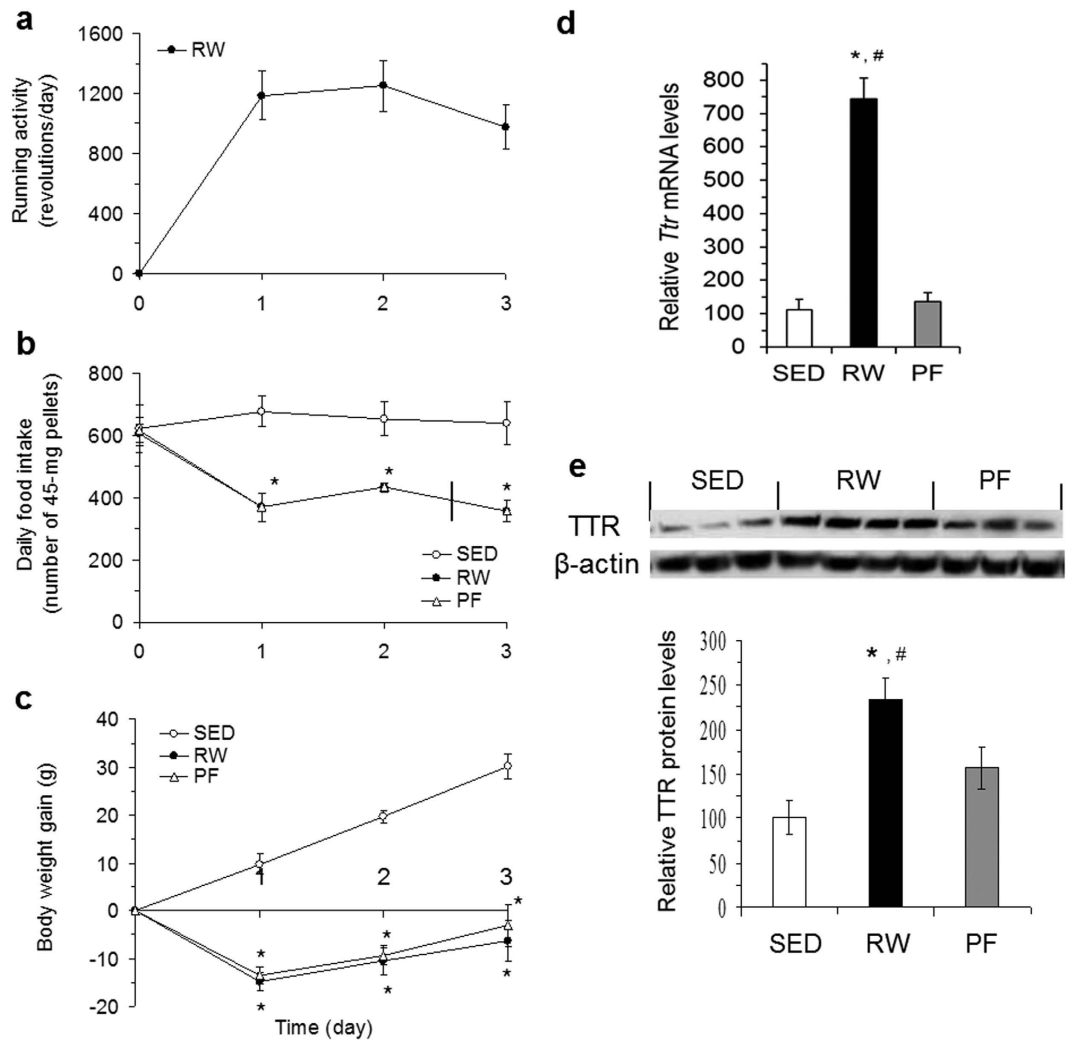 a
1600
1200
800
400
0
RW
Running activity
(revolutions/day)
0 1 2 3
b
800
600
400
200
0
* * *
SED
RW
PF
Daily food intake
(number of 45-mg pellets)
0 1 2 3
c
40
30
20
10
0
-10
-20
SED
RW
PF
Body weight gain (g)
1 2 3
* * *
* * *
Time (day)
d
*, #
800
700
600
500
400
300
200
100
0
Relative Ttr mRNA levels
SED RW PF
e
SED RW PF
TTR
β-actin
300
250
200
150
100
50
0
* , #
Relative TTR protein levels
SED RW PF